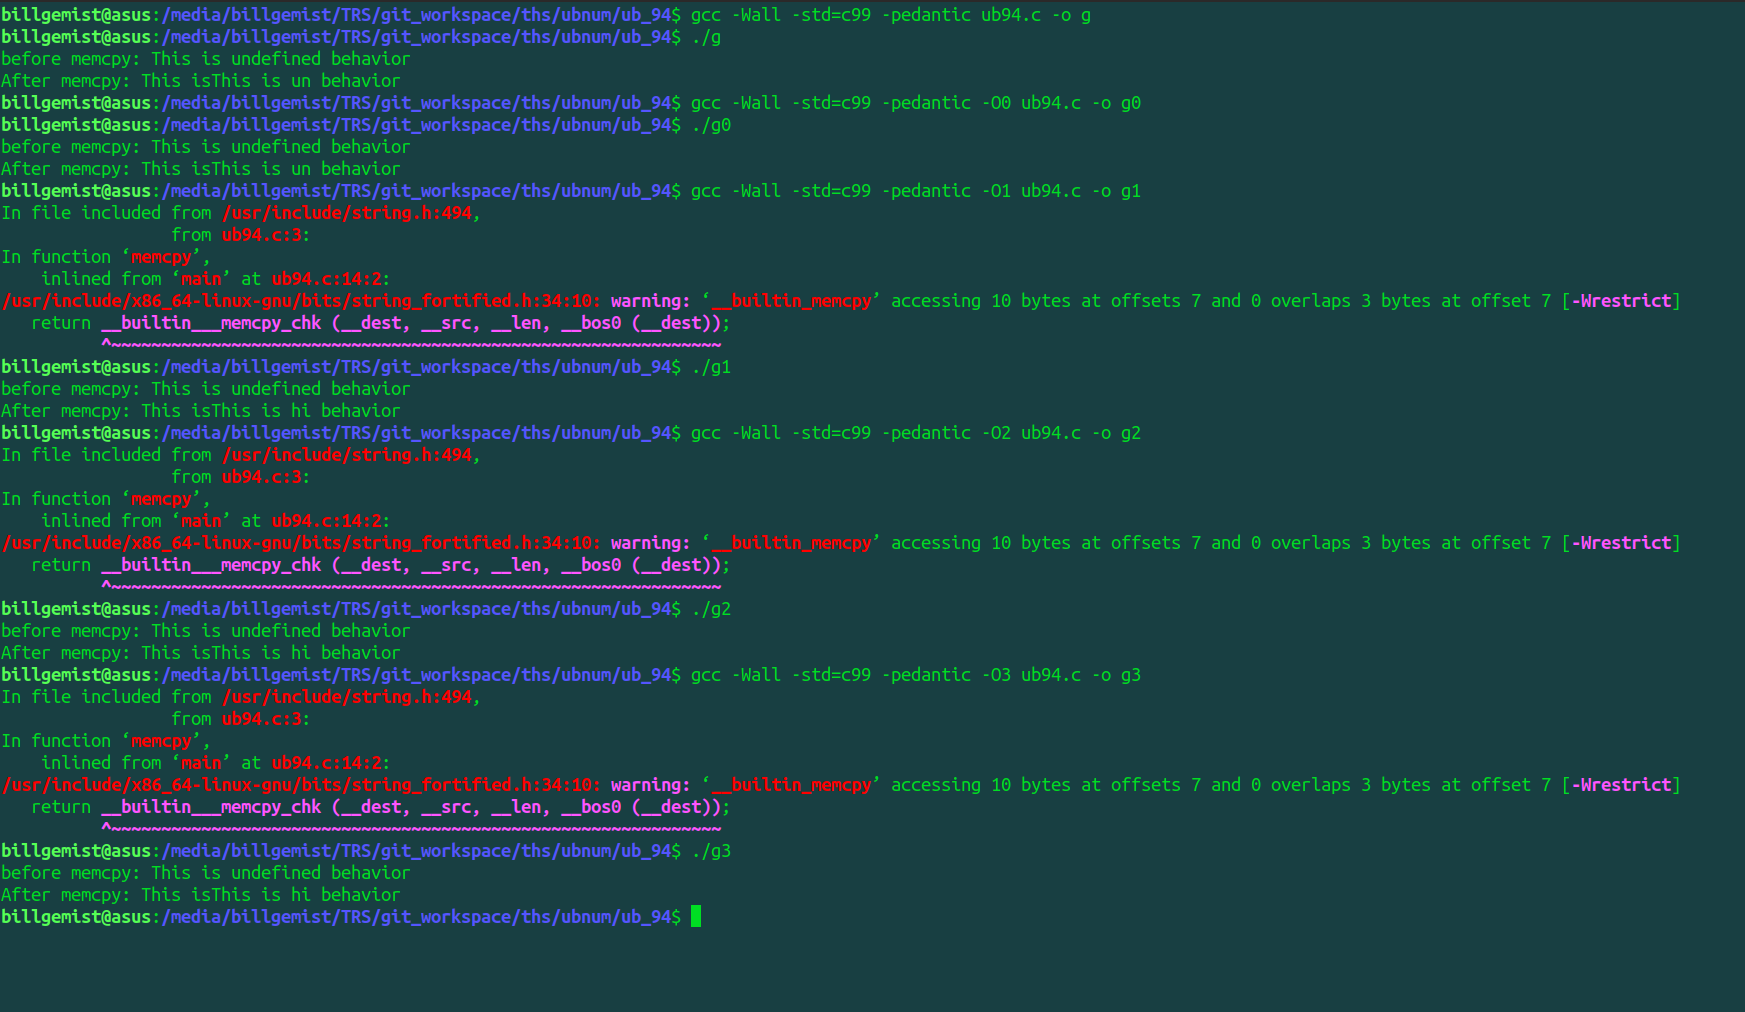 billgemist@asus:/media/billgemist/TRS/git_workspace/ths/ubnum/ub_94$ gcc -Wall -std=c99 -pedantic ub94.c -o g
billgemist@asus:/media/billgemist/TRS/git_workspace/ths/ubnum/ub_94$ ./g
before memcpy: This is undefined behavior
After memcpy: This isThis is un behavior
billgemist@asus:/media/billgemist/TRS/git_workspace/ths/ubnum/ub_94$ gcc -Wall -std=c99 -pedantic -O0 ub94.c -o g0
billgemist@asus:/media/billgemist/TRS/git_workspace/ths/ubnum/ub_94$ ./g0
before memcpy: This is undefined behavior
After memcpy: This isThis is un behavior
billgemist@asus:/media/billgemist/TRS/git_workspace/ths/ubnum/ub_94$ gcc -Wall -std=c99 -pedantic -O1 ub94.c -o g1
In file included from /usr/include/string.h:494,
                 from ub94.c:3:
In function ‘memcpy’,
    inlined from ‘main’ at ub94.c:14:2:
/usr/include/x86_64-linux-gnu/bits/string_fortified.h:34:10: warning: ‘__builtin_memcpy’ accessing 10 bytes at offsets 7 and 0 overlaps 3 bytes at offset 7 [-Wrestrict]
   return __builtin___memcpy_chk (__dest, __src, __len, __bos0 (__dest));
          ^~~~~~~~~~~~~~~~~~~~~~~~~~~~~~~~~~~~~~~~~~~~~~~~~~~~~~~~~~~~~~
billgemist@asus:/media/billgemist/TRS/git_workspace/ths/ubnum/ub_94$ ./g1
before memcpy: This is undefined behavior
After memcpy: This isThis is hi behavior
billgemist@asus:/media/billgemist/TRS/git_workspace/ths/ubnum/ub_94$ gcc -Wall -std=c99 -pedantic -O2 ub94.c -o g2
In file included from /usr/include/string.h:494,
                 from ub94.c:3:
In function ‘memcpy’,
    inlined from ‘main’ at ub94.c:14:2:
/usr/include/x86_64-linux-gnu/bits/string_fortified.h:34:10: warning: ‘__builtin_memcpy’ accessing 10 bytes at offsets 7 and 0 overlaps 3 bytes at offset 7 [-Wrestrict]
   return __builtin___memcpy_chk (__dest, __src, __len, __bos0 (__dest));
          ^~~~~~~~~~~~~~~~~~~~~~~~~~~~~~~~~~~~~~~~~~~~~~~~~~~~~~~~~~~~~~
billgemist@asus:/media/billgemist/TRS/git_workspace/ths/ubnum/ub_94$ ./g2
before memcpy: This is undefined behavior
After memcpy: This isThis is hi behavior
billgemist@asus:/media/billgemist/TRS/git_workspace/ths/ubnum/ub_94$ gcc -Wall -std=c99 -pedantic -O3 ub94.c -o g3
In file included from /usr/include/string.h:494,
                 from ub94.c:3:
In function ‘memcpy’,
    inlined from ‘main’ at ub94.c:14:2:
/usr/include/x86_64-linux-gnu/bits/string_fortified.h:34:10: warning: ‘__builtin_memcpy’ accessing 10 bytes at offsets 7 and 0 overlaps 3 bytes at offset 7 [-Wrestrict]
   return __builtin___memcpy_chk (__dest, __src, __len, __bos0 (__dest));
          ^~~~~~~~~~~~~~~~~~~~~~~~~~~~~~~~~~~~~~~~~~~~~~~~~~~~~~~~~~~~~~
billgemist@asus:/media/billgemist/TRS/git_workspace/ths/ubnum/ub_94$ ./g3
before memcpy: This is undefined behavior
After memcpy: This isThis is hi behavior
billgemist@asus:/media/billgemist/TRS/git_workspace/ths/ubnum/ub_94$